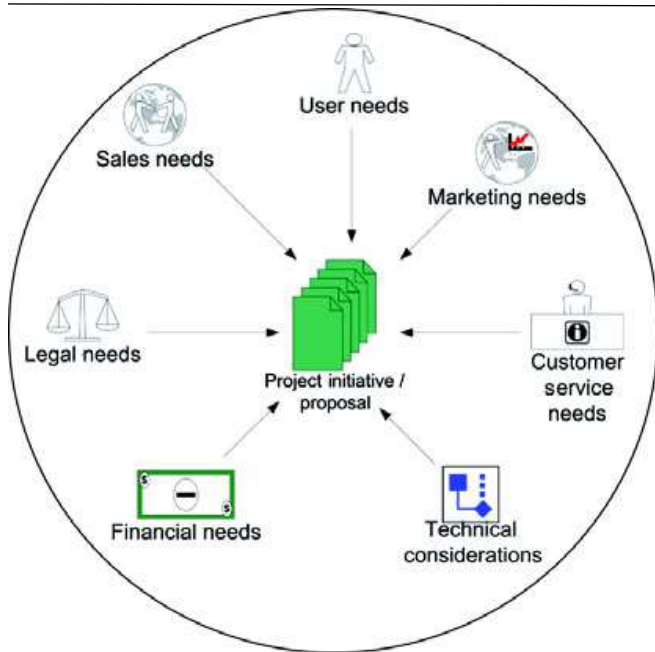 User needs
Sales needs
Marketing needs
Legal needs
Project initiative /
proposal
Customer
service
needs
$
$
Financial needs
Technical
considerations